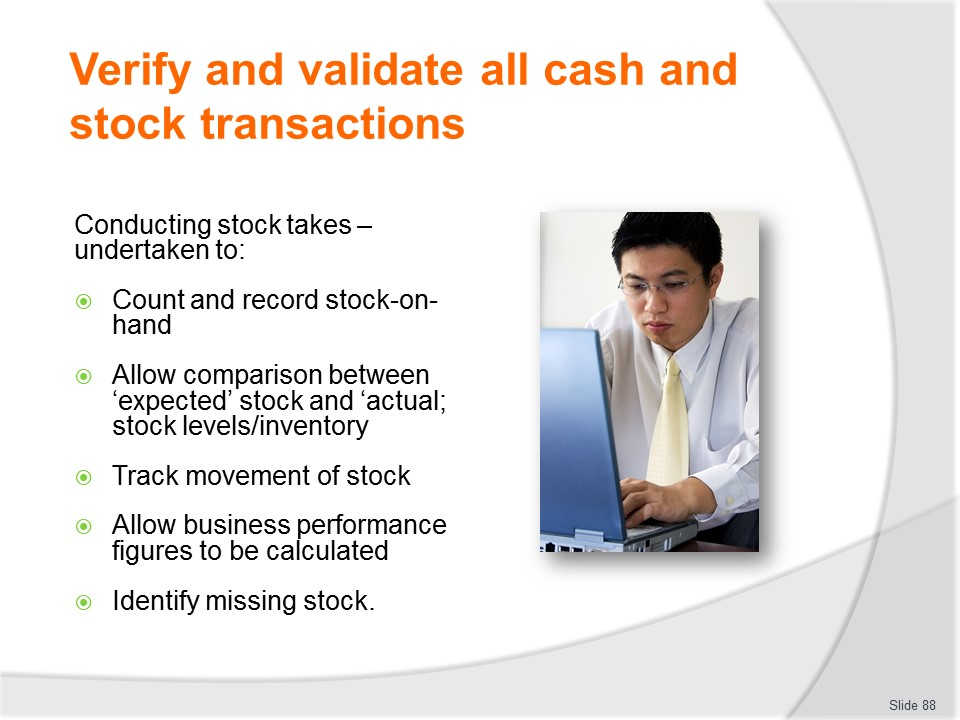 Verify and validate all cash and
stock transactions
Conducting stock takes –
undertaken to:
Count and record stock-on-
hand
Allow comparison between
‘expected’ stock and ‘actual;
stock levels/inventory
Track movement of stock
Allow business performance
figures to be calculated
Identify missing stock.
Slide 88